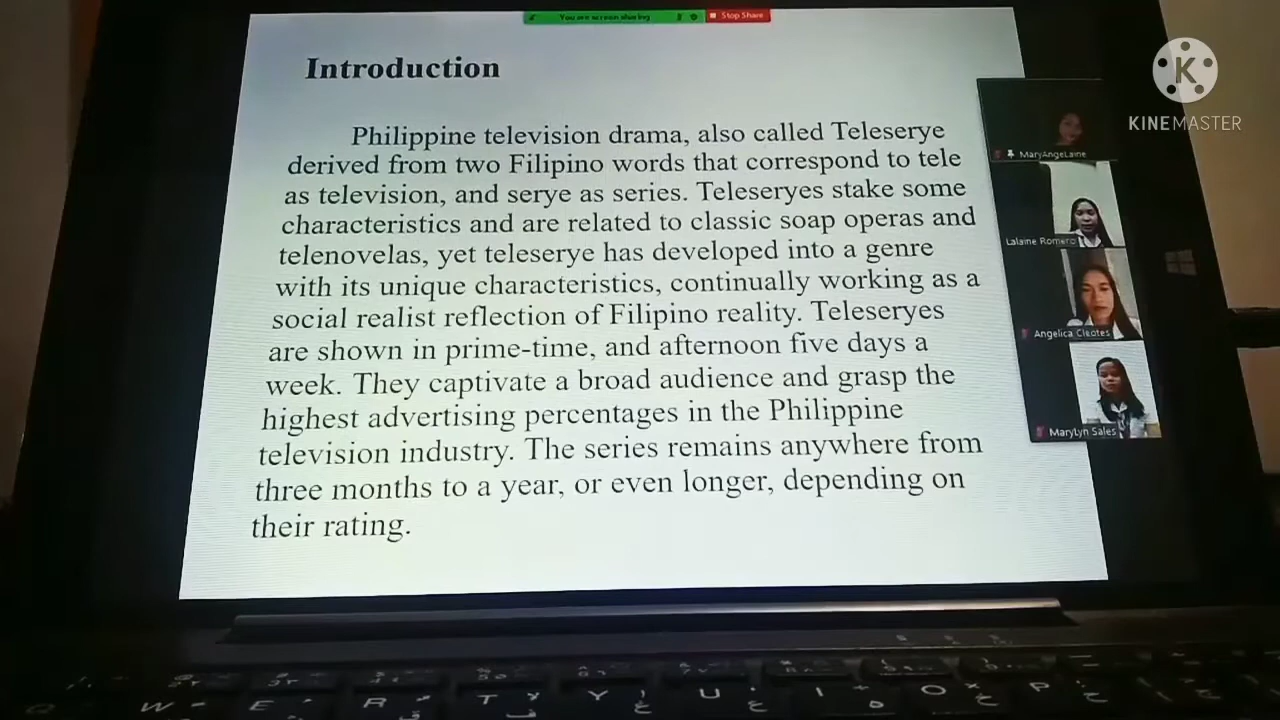 You are screen sharing
Stop Share
Introduction
Philippine television drama, also called Teleserye
derived from two Filipino words that correspond to tele
as television, and serye as series. Teleseryes stake some
characteristics and are related to classic soap operas and
telenovelas, yet teleserye has developed into a genre
with its unique characteristics, continually working as a
social realist reflection of Filipino reality. Teleseryes
are shown in prime-time, and afternoon five days a
week. They captivate a broad audience and grasp the
highest advertising percentages in the Philippine
television industry. The series remains anywhere from
three months to a year, or even longer, depending on
their rating.
K
KINEMASTER
MaryAngeLaine
Lalaine Romero
Angelica Cleotes
MaryLyn Sales
Q W E R T Y U I O P